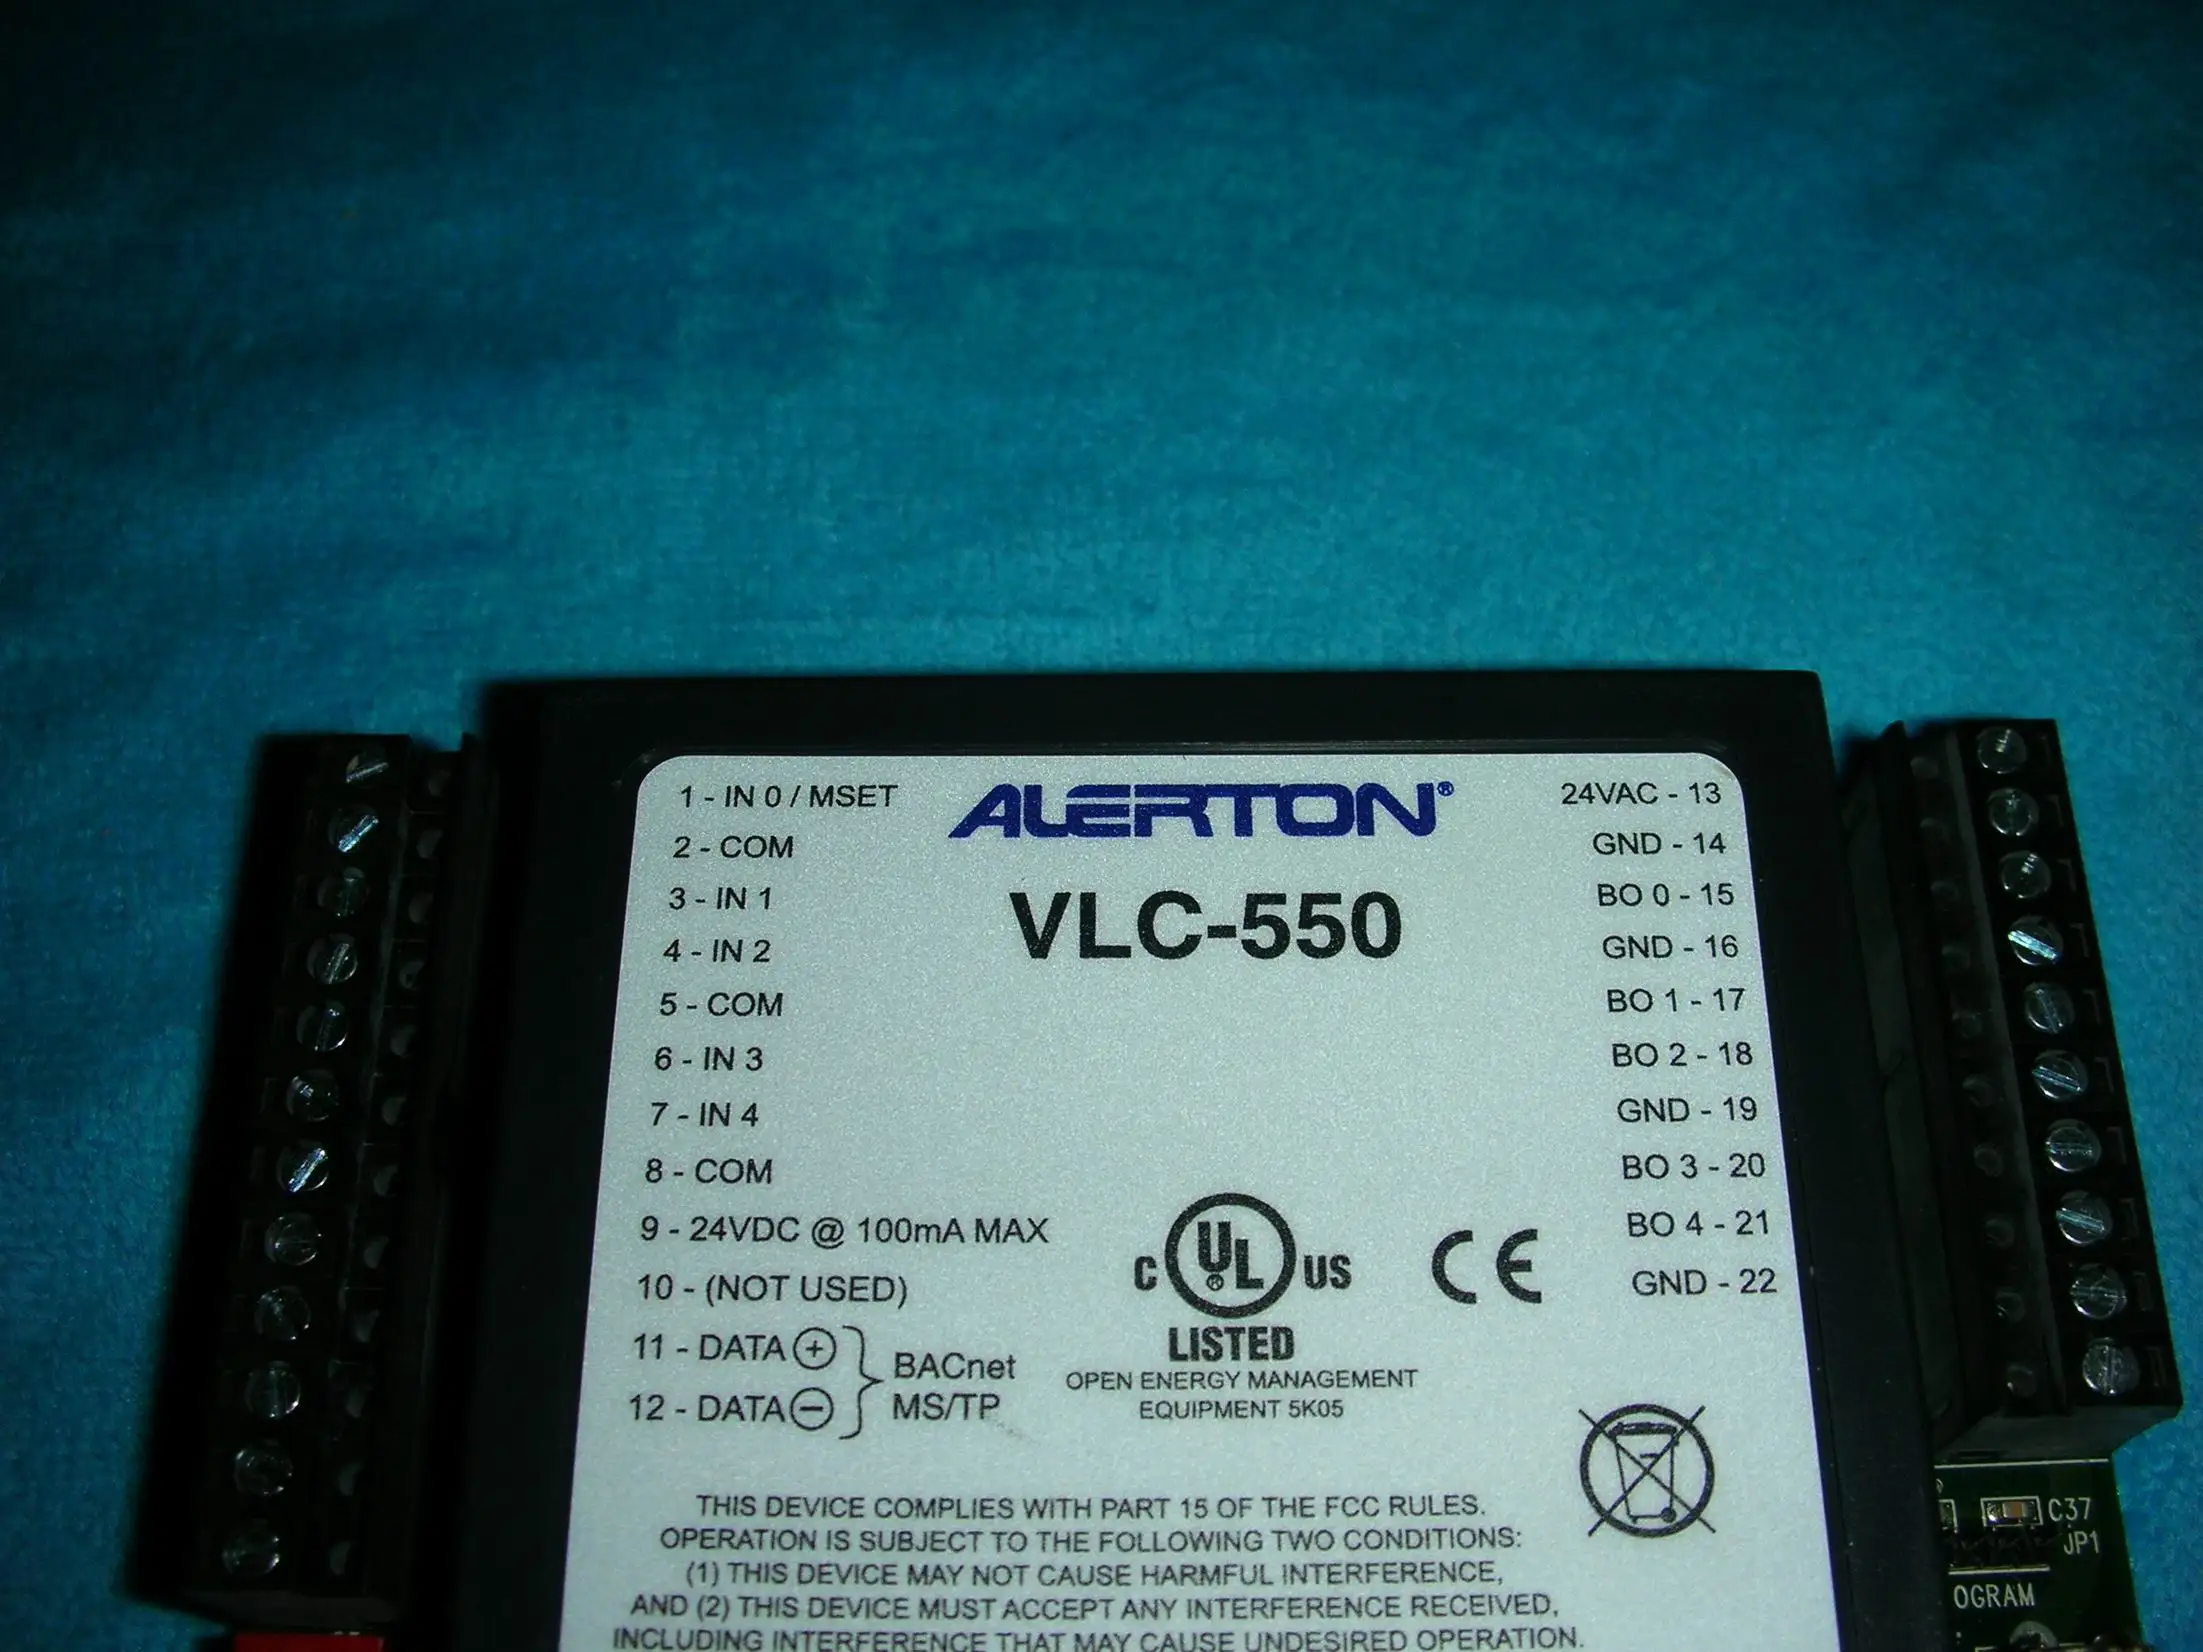 ALERTON®
VLC-550
1 - IN 0 / MSET
2 - COM
3 - IN 1
4 - IN 2
5 - COM
6 - IN 3
7 - IN 4
8 - COM
9 - 24VDC @ 100mA MAX
10 - (NOT USED)
11 - DATA +
12 - DATA -
BACnet
MS/TP
24VAC - 13
GND - 14
BO 0 - 15
GND - 16
BO 1 - 17
BO 2 - 18
GND - 19
BO 3 - 20
BO 4 - 21
GND - 22
C UL® US
LISTED
OPEN ENERGY MANAGEMENT
EQUIPMENT 5K05
CE
THIS DEVICE COMPLIES WITH PART 15 OF THE FCC RULES.
OPERATION IS SUBJECT TO THE FOLLOWING TWO CONDITIONS:
(1) THIS DEVICE MAY NOT CAUSE HARMFUL INTERFERENCE,
AND (2) THIS DEVICE MUST ACCEPT ANY INTERFERENCE RECEIVED,
INCLUDING INTERFERENCE THAT MAY CAUSE UNDESIRED OPERATION.
C37
JP1
OGRAM